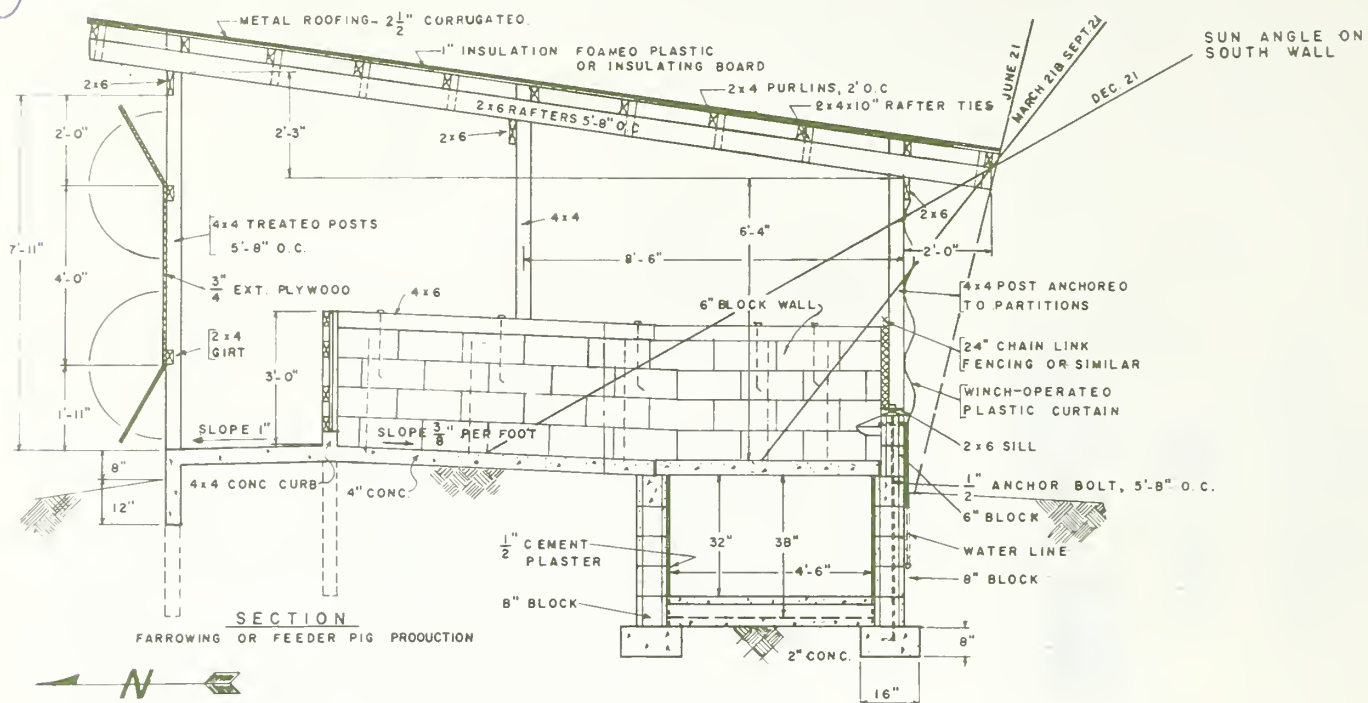 METAL ROOFING- 2 1/2" CORRUGATED.
1" INSULATION FOAMED PLASTIC
OR INSULATING BOARD
SUN ANGLE ON
SOUTH WALL
JUNE 21
MARCH 21 & SEPT. 21
DEC. 21
2x6
2x4 PURLINS, 2' O.C
2x4x10" RAFTER TIES
2x6 RAFTERS 5'-8" O.C
2'-0"
2'-3"
2x6
2x6
4x4 TREATED POSTS
5'-8" O.C.
4x4
6'-4"
2'-0"
7'-11"
4'-0"
8'-6"
3/4 EXT. PLYWOOD
4x6
6" BLOCK WALL
4x4 POST ANCHORED
TO PARTITIONS
2x4
GIRT
24" CHAIN LINK
FENCING OR SIMILAR
3'-0"
WINCH-OPERATED
PLASTIC CURTAIN
1'-11"
SLOPE 1"
SLOPE 3/8" PER FOOT
2x6 SILL
8"
4x4 CONC CURB
4" CONC.
1/2" ANCHOR BOLT, 5'-8" O.C.
12"
6" BLOCK
1/2" CEMENT
PLASTER
32"
38"
WATER LINE
4'-6"
8" BLOCK
8" BLOCK
SECTION
FARROWING OR FEEDER PIG PRODUCTION
2" CONC.
8"
N
16"